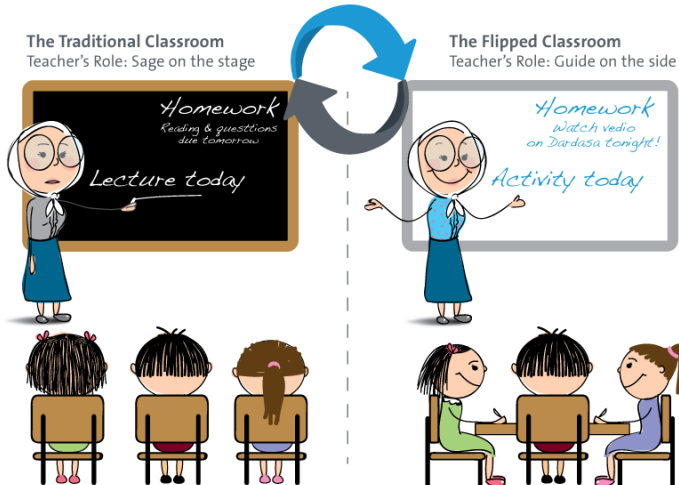 The Traditional Classroom
Teacher's Role: Sage on the stage
Homework
Reading & questtions
due tomorrow
Lecture today
The Flipped Classroom
Teacher's Role: Guide on the side
Homework
Watch vedio
on Dardasa tonight!
Activity today